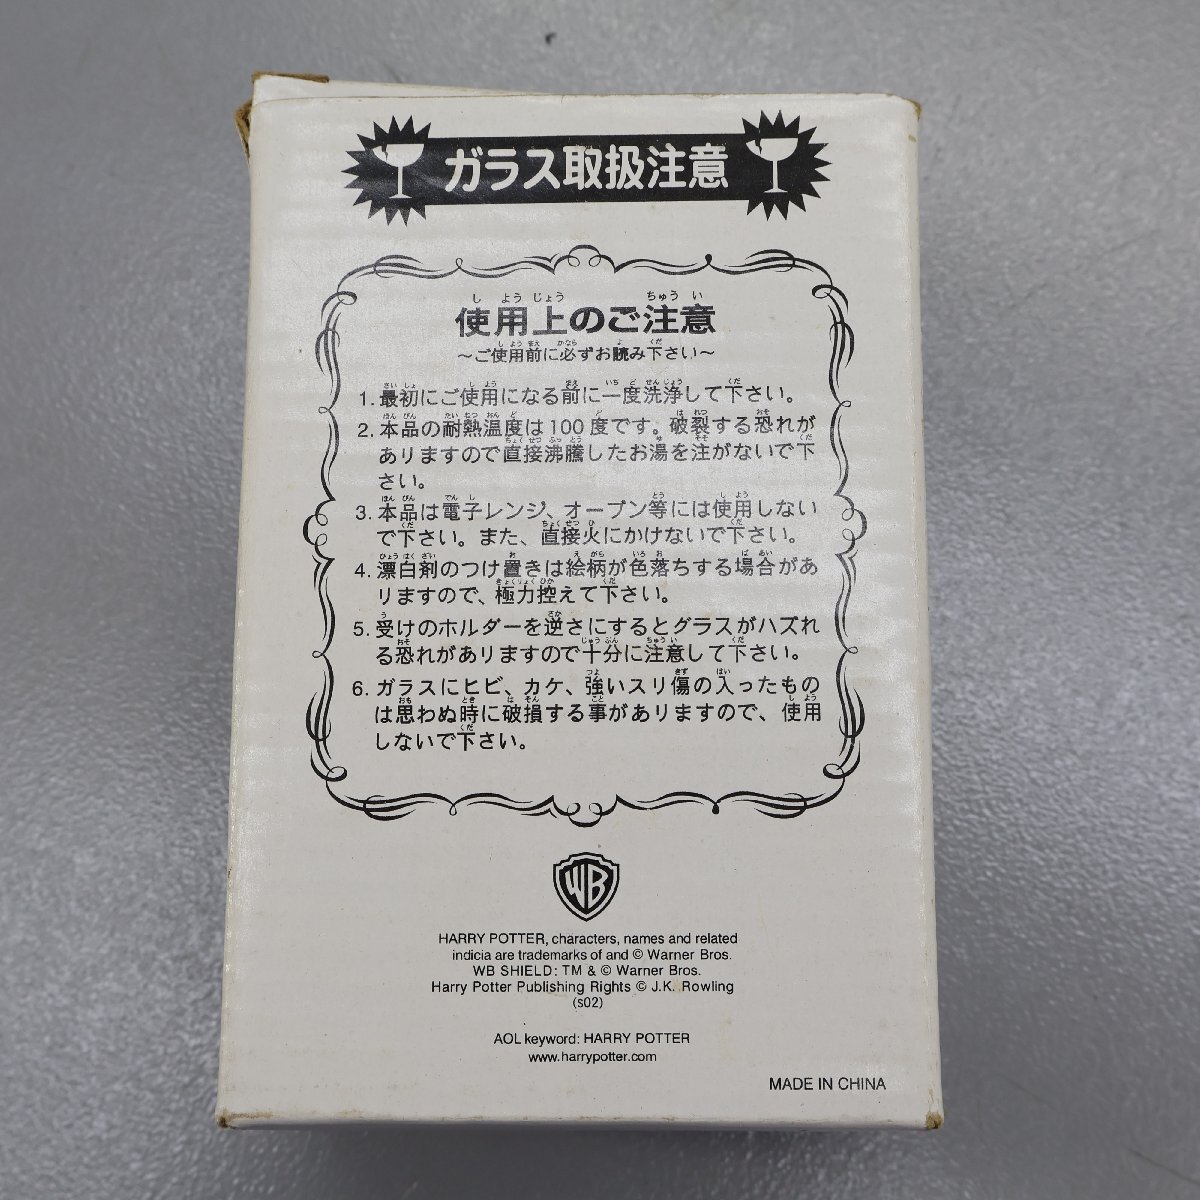 ガラス取扱注意
使用上のご注意
～ご使用前に必ずお読み下さい～
1. 最初にご使用になる前に一度洗浄して下さい。
2. 本品の耐熱温度は100度です。破裂する恐れが
ありますので直接沸騰したお湯を注がないで下
さい。
3. 本品は電子レンジ、オーブン等には使用しない
で下さい。また、直接火にかけないで下さい。
4. 漂白剤のつけ置きは絵柄が色落ちする場合があ
りますので、極力控えて下さい。
5. 受けのホルダーを逆さにするとグラスがハズれ
る恐れがありますので十分に注意して下さい。
6. ガラスにヒビ、カケ、強いスリ傷の入ったもの
は思わぬ時に破損する事がありますので、使用
しないで下さい。
WB
HARRY POTTER, characters, names and related
indicia are trademarks of and © Warner Bros.
WB SHIELD: TM & © Warner Bros.
Harry Potter Publishing Rights © J.K. Rowling
(s02)
AOL keyword: HARRY POTTER
www.harrypotter.com
MADE IN CHINA